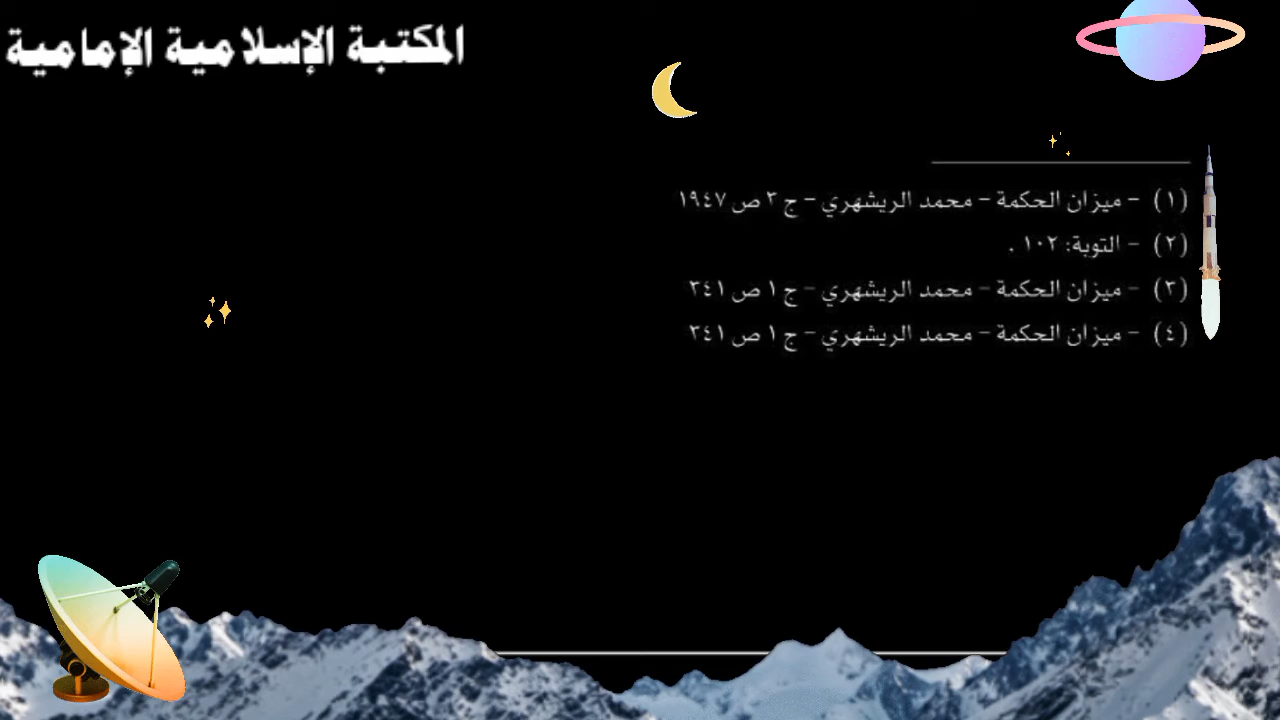 المكتبة الإسلامية الإمامية
(١) - ميزان الحكمة - محمد الريشهري - ج ٣ ص ١٩٤٧
(٢) - التوبة: ١٠٢ .
(٣) - ميزان الحكمة - محمد الريشهري - ج ١ ص ٣٤١
(٤) - ميزان الحكمة - محمد الريشهري - ج ١ ص ٣٤١